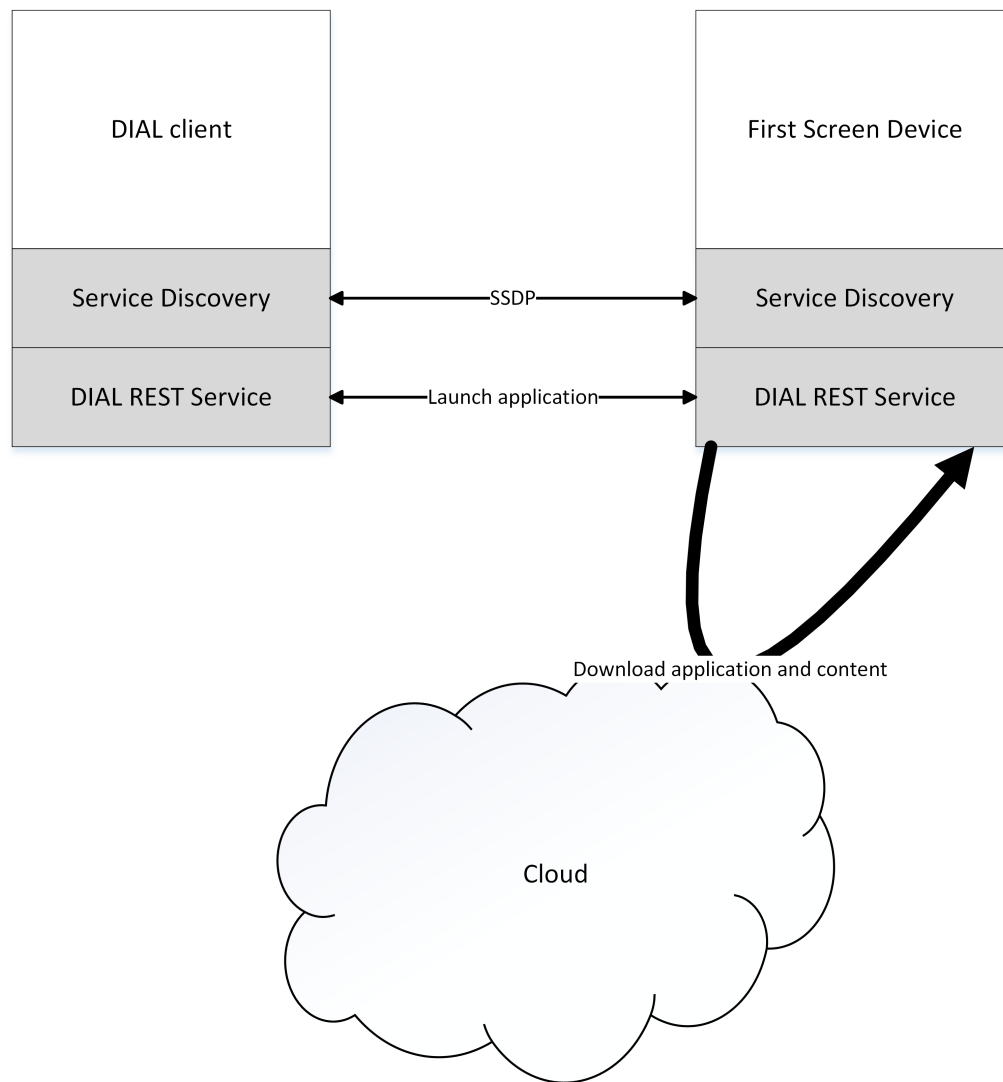 DIAL client
First Screen Device
Service Discovery
SSDP
Service Discovery
DIAL REST Service
Launch application
DIAL REST Service
Download application and content
Cloud